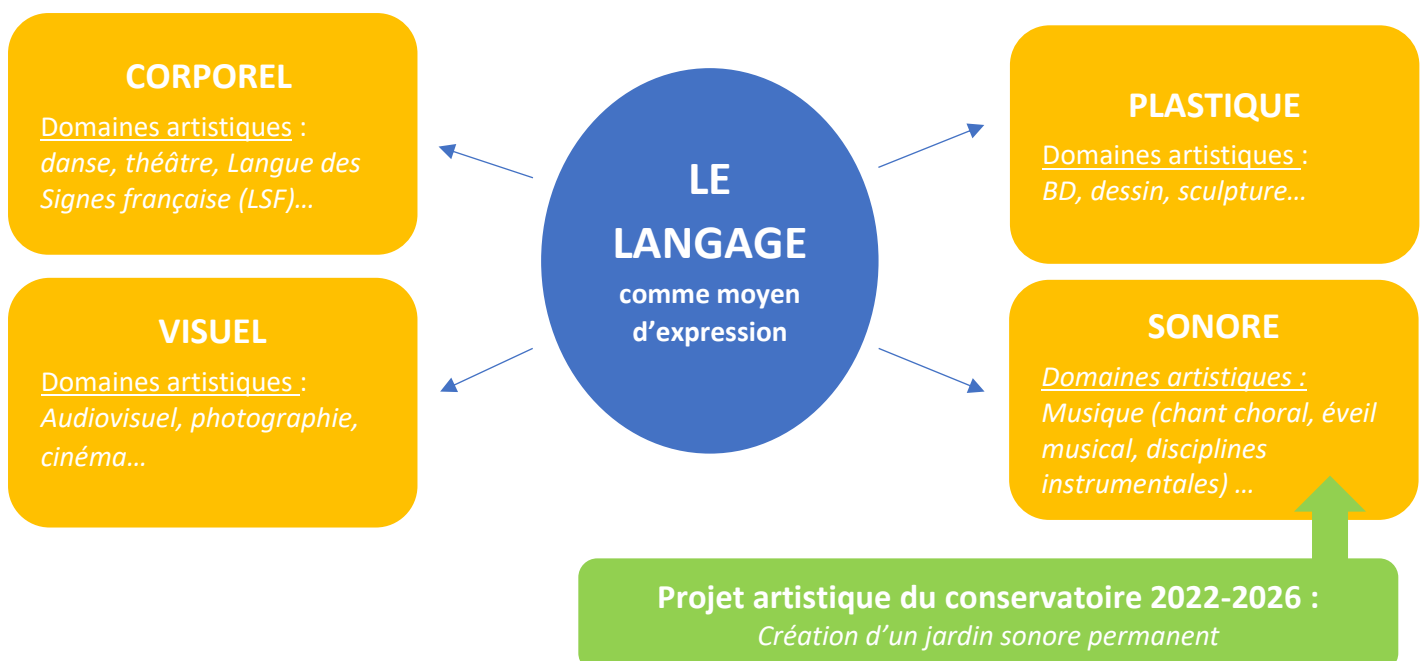 CORPOREL
Domaines artistiques :
danse, théâtre, Langue des
Signes française (LSF)…
VISUEL
Domaines artistiques :
Audiovisuel, photographie,
cinéma…
LE
LANGAGE
comme moyen
d’expression
PLASTIQUE
Domaines artistiques :
BD, dessin, sculpture…
SONORE
Domaines artistiques :
Musique (chant choral, éveil
musical, disciplines
instrumentales) …
Projet artistique du conservatoire 2022-2026 :
Création d’un jardin sonore permanent